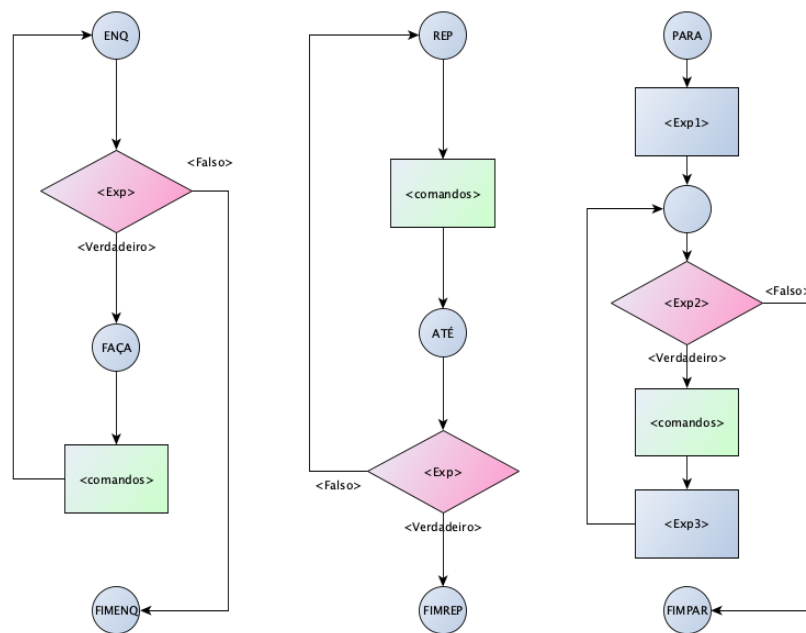 ENQ
<Falso>
<Exp>
<Verdadeiro>
FAÇA
<comandos>
FIMENQ
REP
<comandos>
ATÉ
<Exp>
<Falso>
<Verdadeiro>
FIMREP
PARA
<Exp1>
<Exp2>
<Falso>
<Verdadeiro>
<comandos>
<Exp3>
FIMPAR